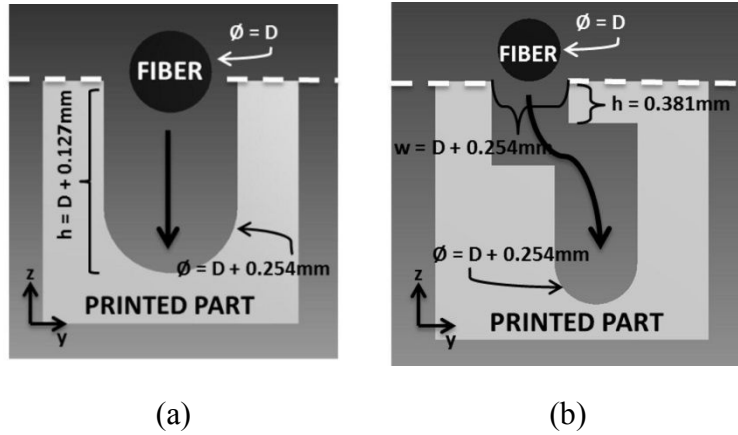 Ø = D
FIBER
h = D + 0.127mm
Ø = D + 0.254mm
z
PRINTED PART
y
(a)
Ø = D
FIBER
h = 0.381mm
w = D + 0.254mm
Ø = D + 0.254mm
z
PRINTED PART
y
(b)